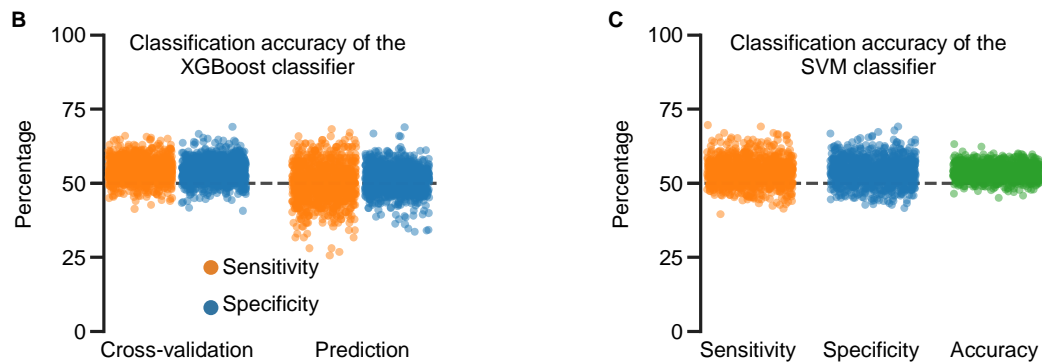 B
Classification accuracy of the
XGBoost classifier
Percentage
100
75
50
25
0
Sensitivity
Specificity
Cross-validation
Prediction
C
Classification accuracy of the
SVM classifier
Percentage
100
75
50
25
0
Sensitivity
Specificity
Accuracy